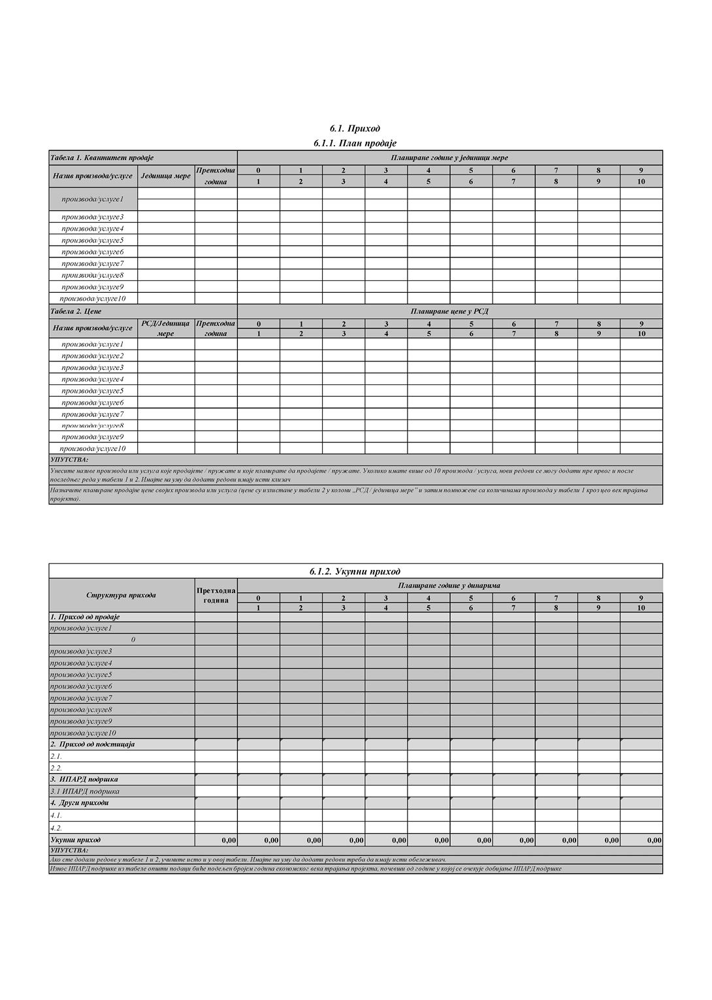 6.1. Приход
6.1.1. План продаје
Табела 1. Квантитет продаје Планиране године у јединици мере
Назив производа/услуге Јединица мере Претходна година 0 1 2 3 4 5 6 7 8 9
1 2 3 4 5 6 7 8 9 10
производа/услуге1
производа/услуге3
производа/услуге4
производа/услуге5
производа/услуге6
производа/услуге7
производа/услуге8
производа/услуге9
производа/услуге10
Табела 2. Цене Планиране цене у РСД
Назив производа/услуге РСД/Јединица мере Претходна година 0 1 2 3 4 5 6 7 8 9
1 2 3 4 5 6 7 8 9 10
производа/услуге1
производа/услуге2
производа/услуге3
производа/услуге4
производа/услуге5
производа/услуге6
производа/услуге7
производа/услуге8
производа/услуге9
производа/услуге10
УПУТСТВА:
Унесите називе производа или услуга које продајете / пружате и које планирате да продајете / пружате. Уколико имате више од 10 производа / услуга, нови редови се могу додати пре првог и после
последњег реда у табели 1 и 2. Имајте на уму да додати редови имају исти клизач
Назначите планиране продајне цене својих производа или услуга (цене су излистане у табели 2 у колони „РСД / јединица мере” и затим помножене са количинама производа у табели 1 кроз цео век трајања
пројекта).
6.1.2. Укупни приход
Структура прихода Претходна година Планиране године у динарима
0 1 2 3 4 5 6 7 8 9
1 2 3 4 5 6 7 8 9 10
1. Приход од продаје
производа/услуге1
0
производа/услуге3
производа/услуге4
производа/услуге5
производа/услуге6
производа/услуге7
производа/услуге8
производа/услуге9
производа/услуге10
2. Приход од подстицаја
2.1.
2.2.
3. ИПАРД подршка
3.1 ИПАРД подршка
4. Други приходи
4.1.
4.2.
Укупни приход 0,00 0,00 0,00 0,00 0,00 0,00 0,00 0,00 0,00 0,00 0,00
УПУТСТВА:
Ако сте додали редове у табеле 1 и 2, учините исто и у овој табели. Имајте на уму да додати редови треба да имају исти обележивач.
Износ ИПАРД подршке из табеле општи подаци биће подељен бројем година економског века трајања пројекта, почевши од године у којој се очекује добијање ИПАРД подршке